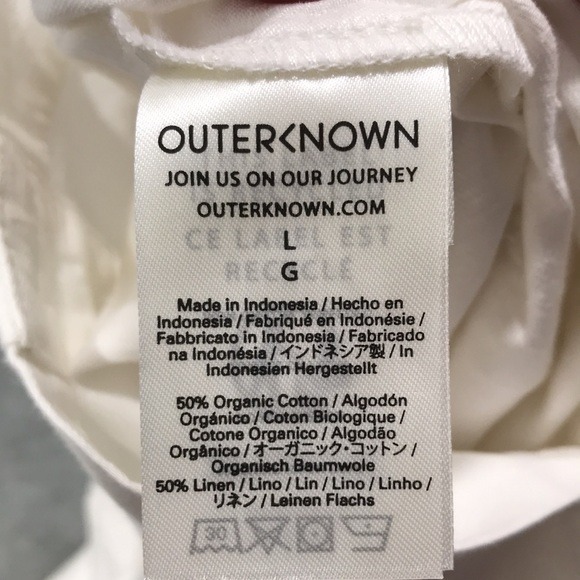 OUTERKNOWN
JOIN US ON OUR JOURNEY
OUTERKNOWN.COM
CE LABEL EST
L
RECYCLÉ
G
Made in Indonesia / Hecho en
Indonesia / Fabriqué en Indonésie /
Fabbricato in Indonesia / Fabricado
na Indonésia / インドネシア製 / In
Indonesien Hergestellt
50% Organic Cotton / Algodón
Orgánico / Coton Biologique /
Cotone Organico / Algodão
Orgânico / オーガニック・コットン /
Organisch Baumwole
50% Linen / Lino / Lin / Lino / Linho /
リネン / Leinen Flachs
30